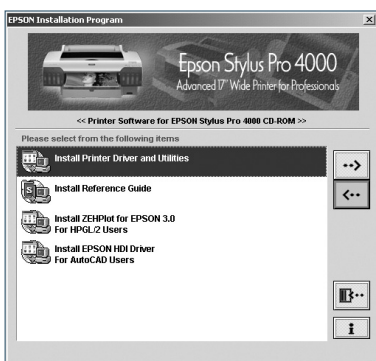 EPSON Installation Program
Epson Stylus Pro 4000
Advanced 17" Wide Printer for Professionals
<< Printer Software for EPSON Stylus Pro 4000 CD-ROM >>
Please select from the following items
Install Printer Driver and Utilities
Install Reference Guide
Install ZEHPlot for EPSON 3.0
For HPGL/2 Users
Install EPSON HDI Driver
For AutoCAD Users